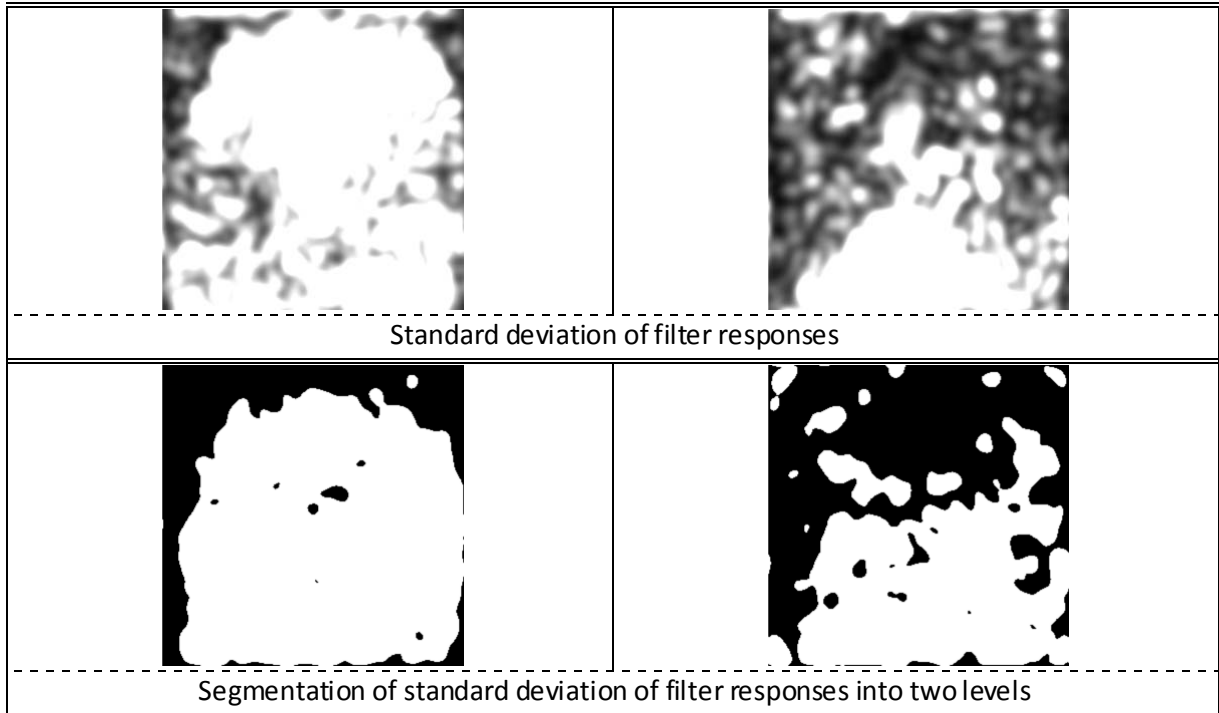 Standard deviation of filter responses
Segmentation of standard deviation of filter responses into two levels